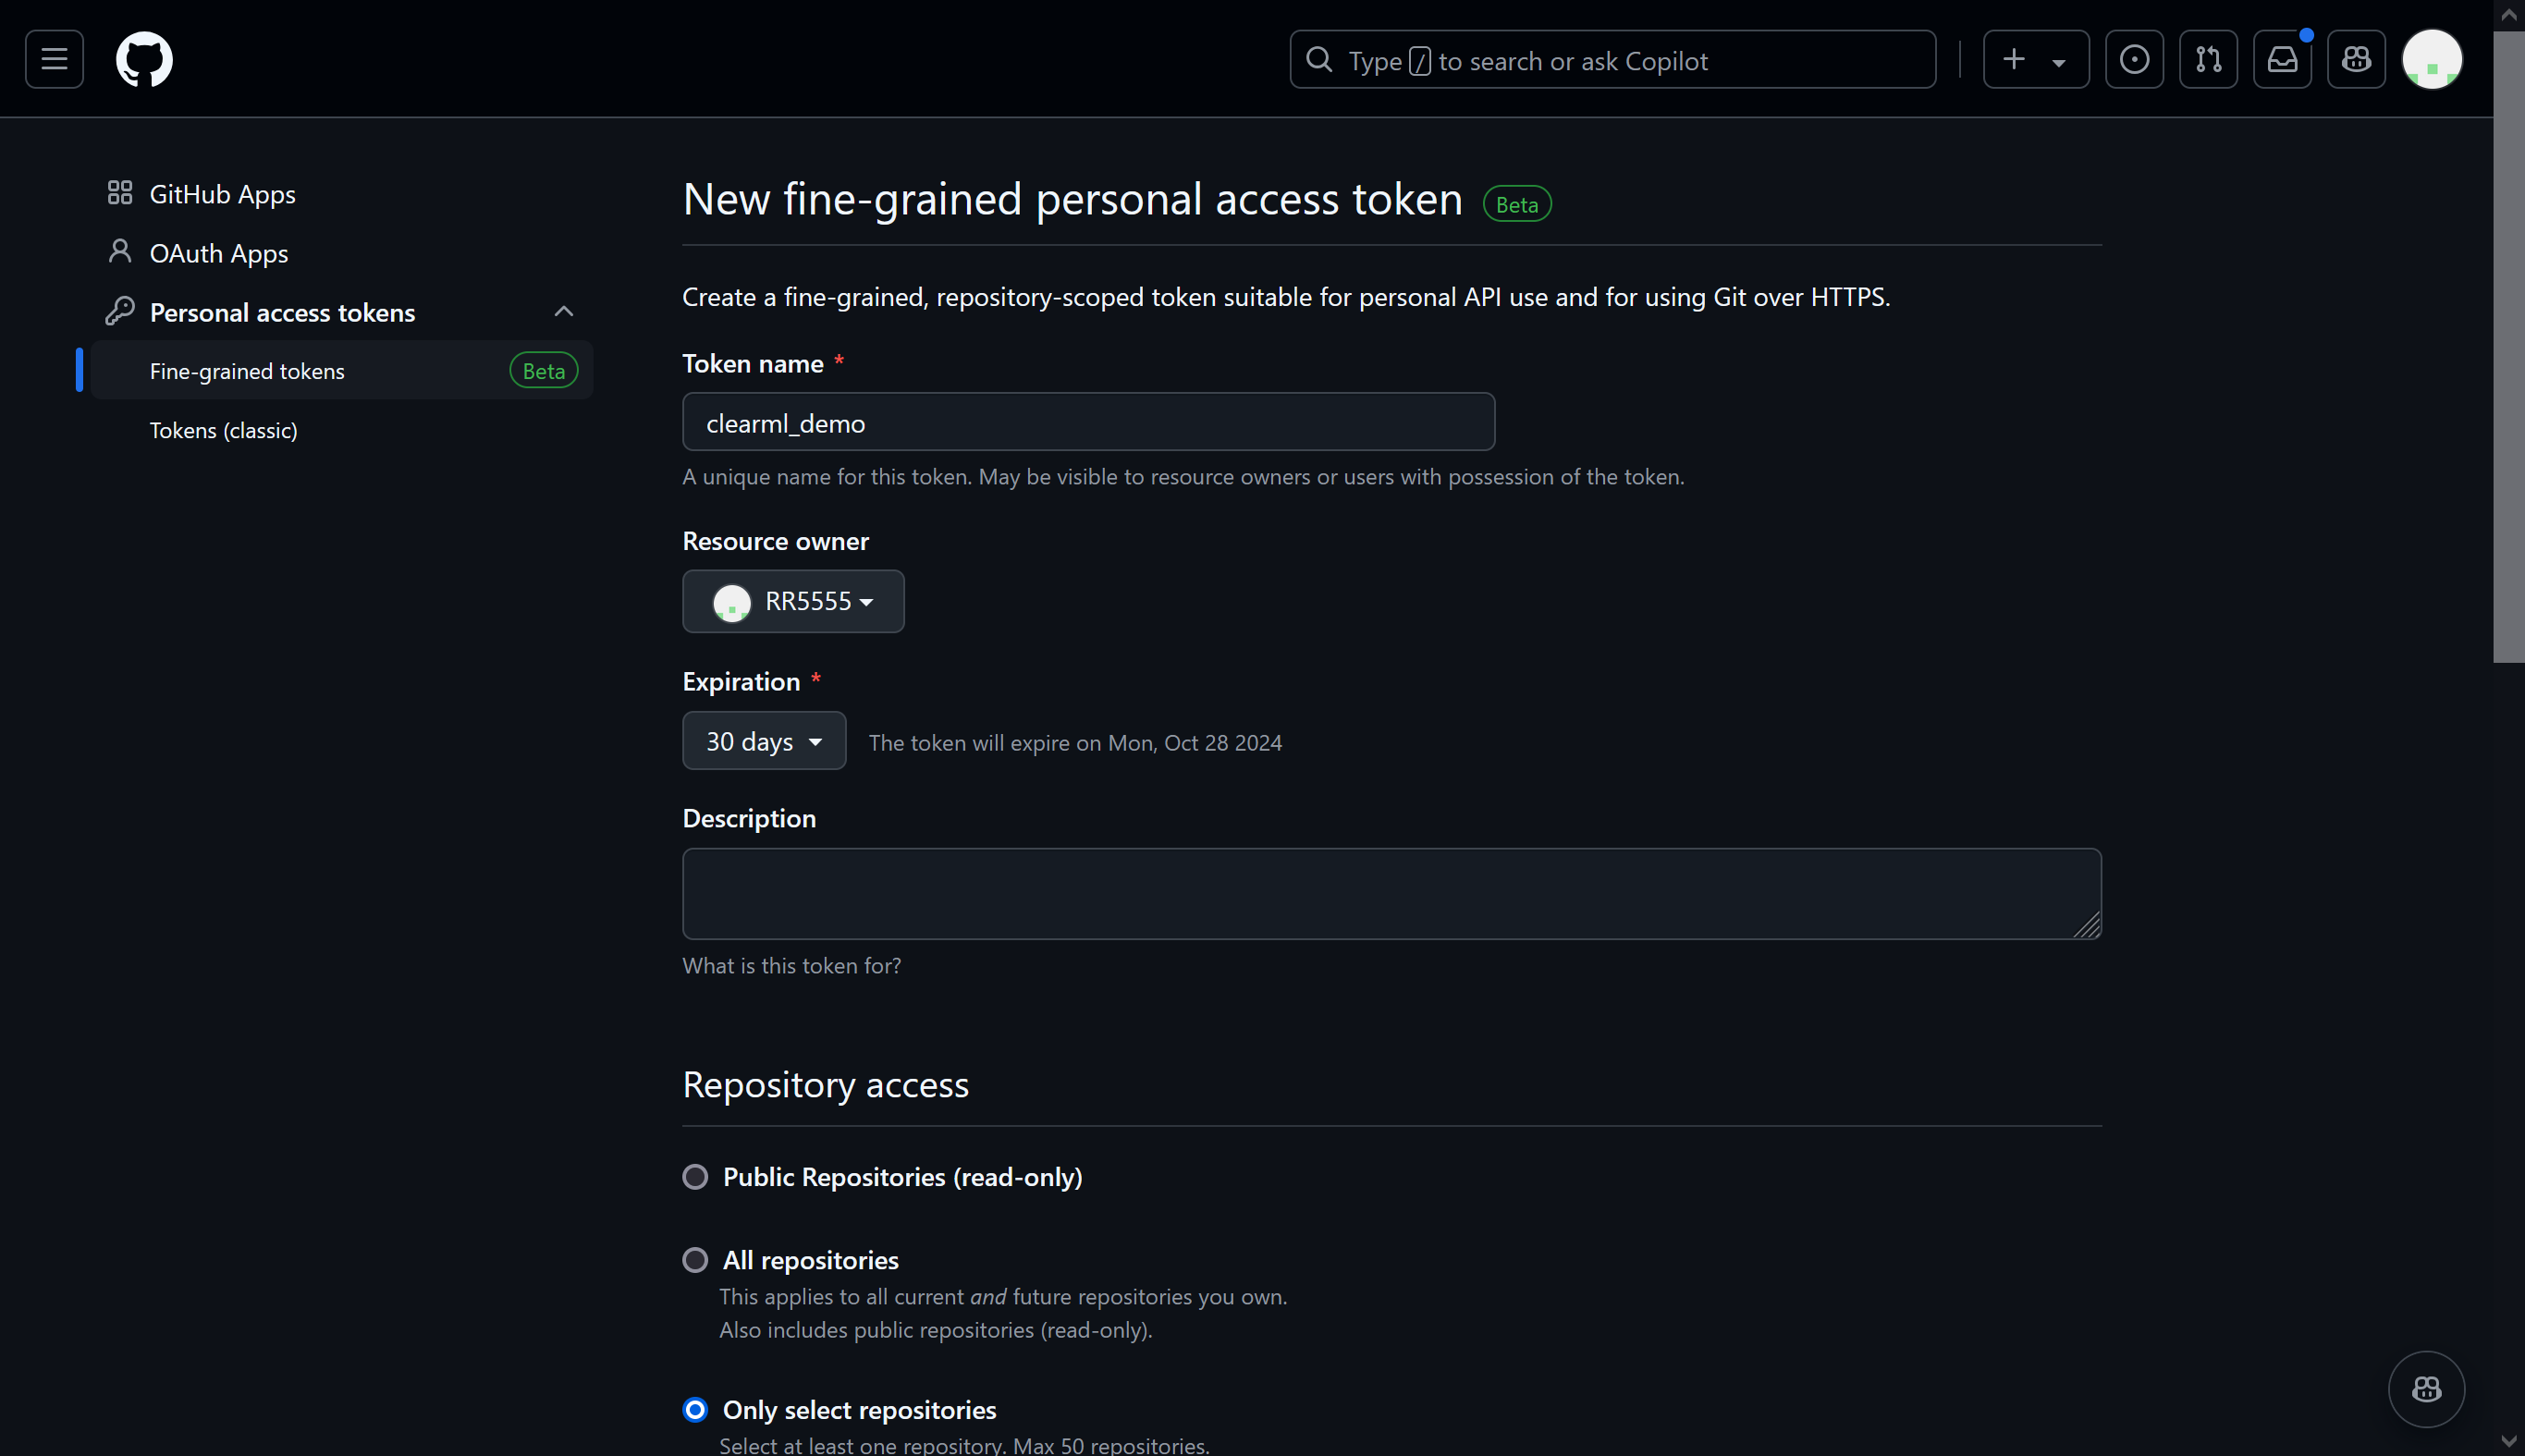 Type / to search or ask Copilot
GitHub Apps
OAuth Apps
Personal access tokens
Fine-grained tokens Beta
Tokens (classic)
New fine-grained personal access token Beta
Create a fine-grained, repository-scoped token suitable for personal API use and for using Git over HTTPS.
Token name *
clearml_demo
A unique name for this token. May be visible to resource owners or users with possession of the token.
Resource owner
RR5555
Expiration *
30 days The token will expire on Mon, Oct 28 2024
Description
What is this token for?
Repository access
Public Repositories (read-only)
All repositories
This applies to all current and future repositories you own.
Also includes public repositories (read-only).
Only select repositories
Select at least one repository. Max 50 repositories.